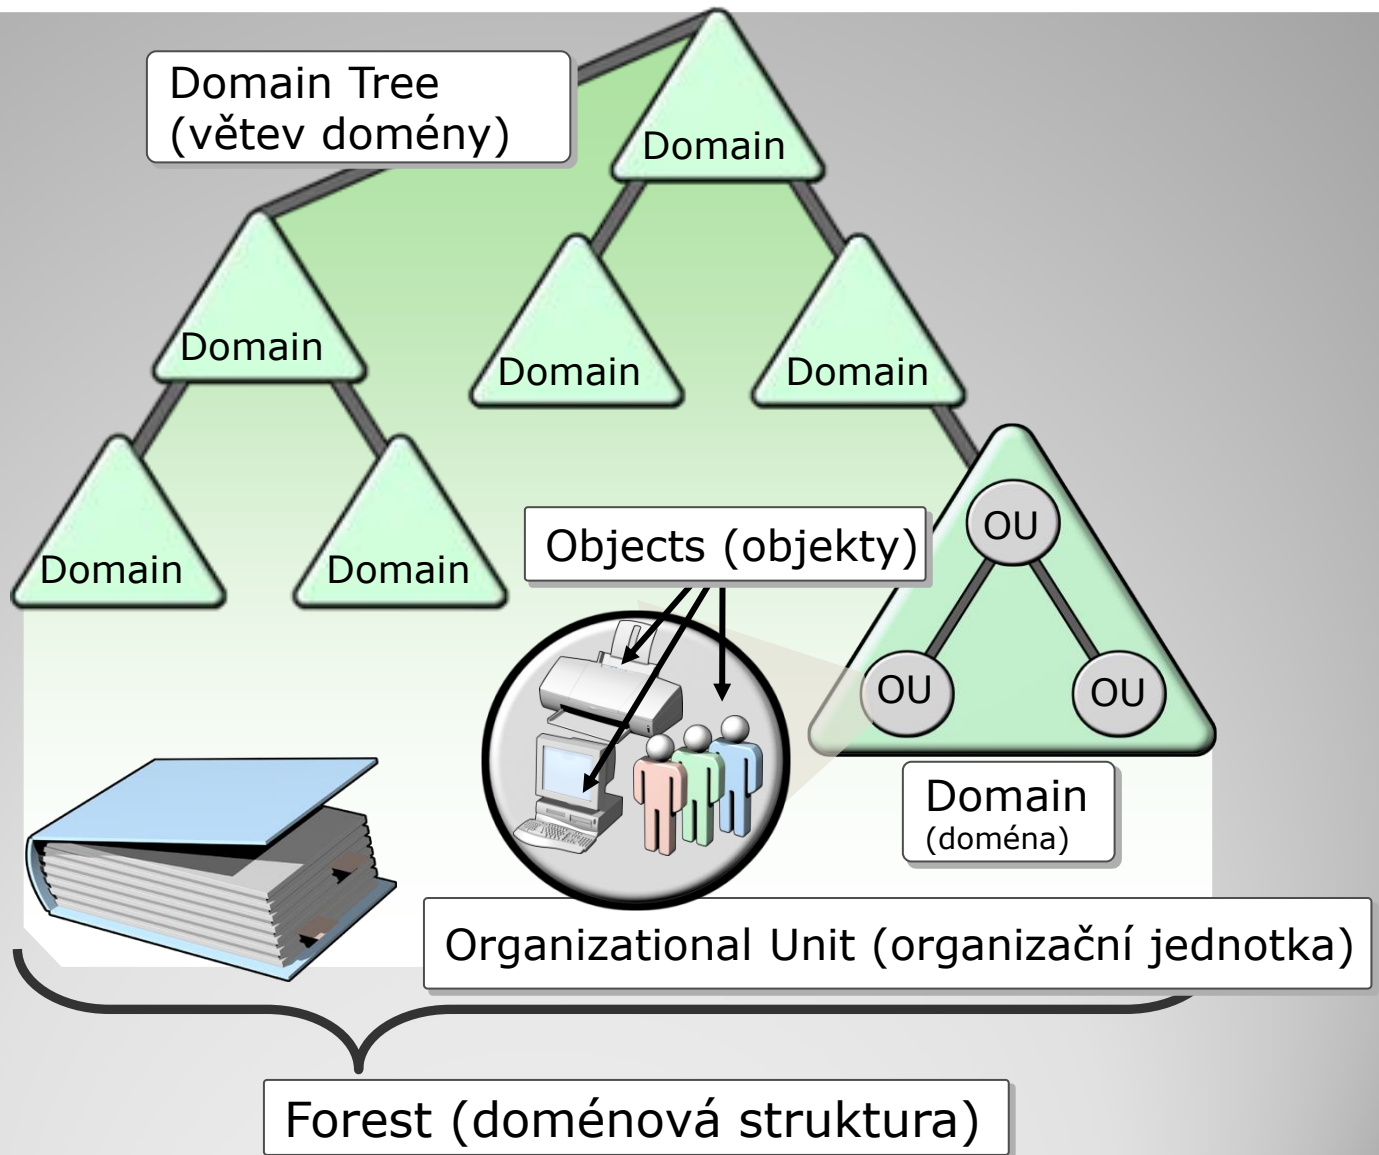 Domain Tree
(větev domény)
Domain
Domain
Domain
Domain
Domain
Domain
Objects (objekty)
OU
OU
OU
Domain
(doména)
Organizational Unit (organizační jednotka)
Forest (doménová struktura)